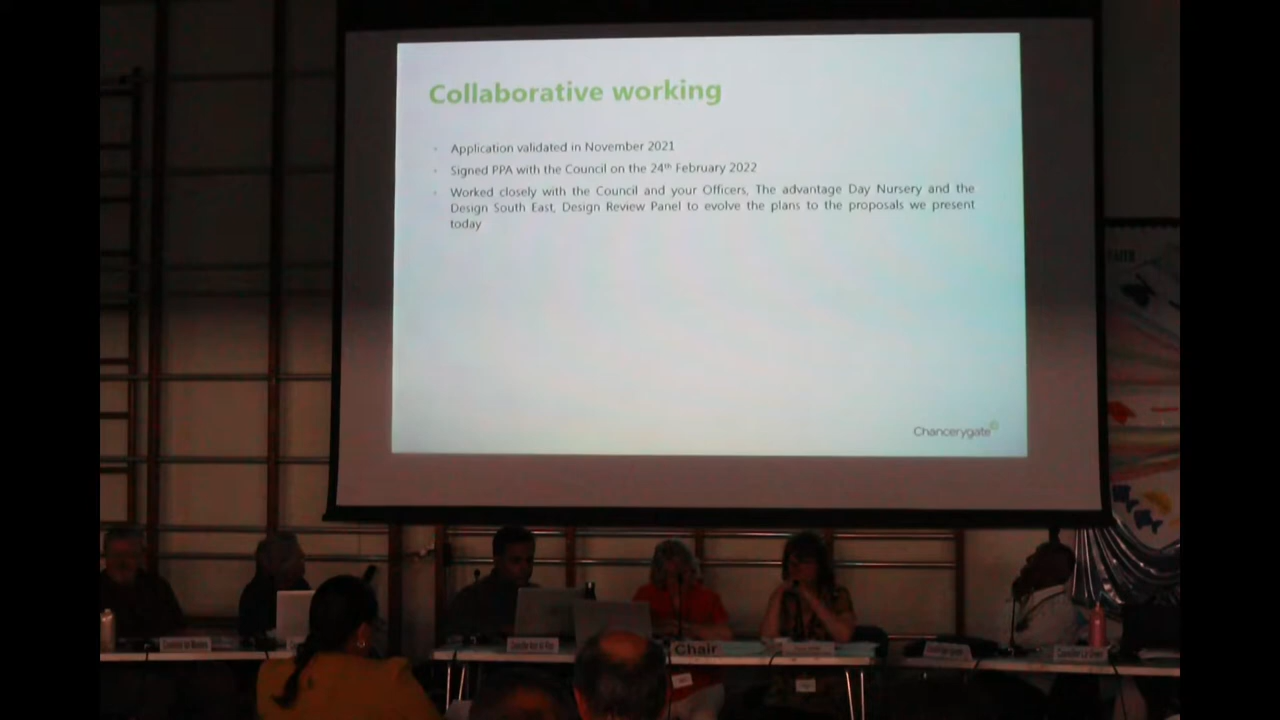 Collaborative working
Application validated in November 2021
Signed PPA with the Council on the 24th February 2022
Worked closely with the Council and your Officers, The advantage Day Nursery and the
Design South East, Design Review Panel to evolve the plans to the proposals we present
today
Chancerygate
FAITH
Chair